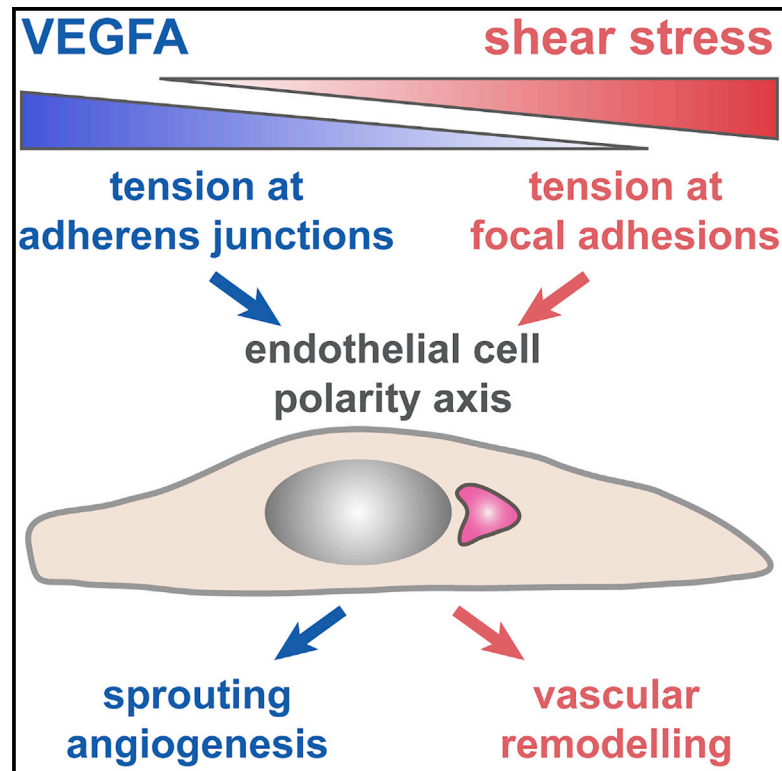 VEGFA
shear stress
tension at
adherens junctions
tension at
focal adhesions
endothelial cell
polarity axis
sprouting
angiogenesis
vascular
remodelling